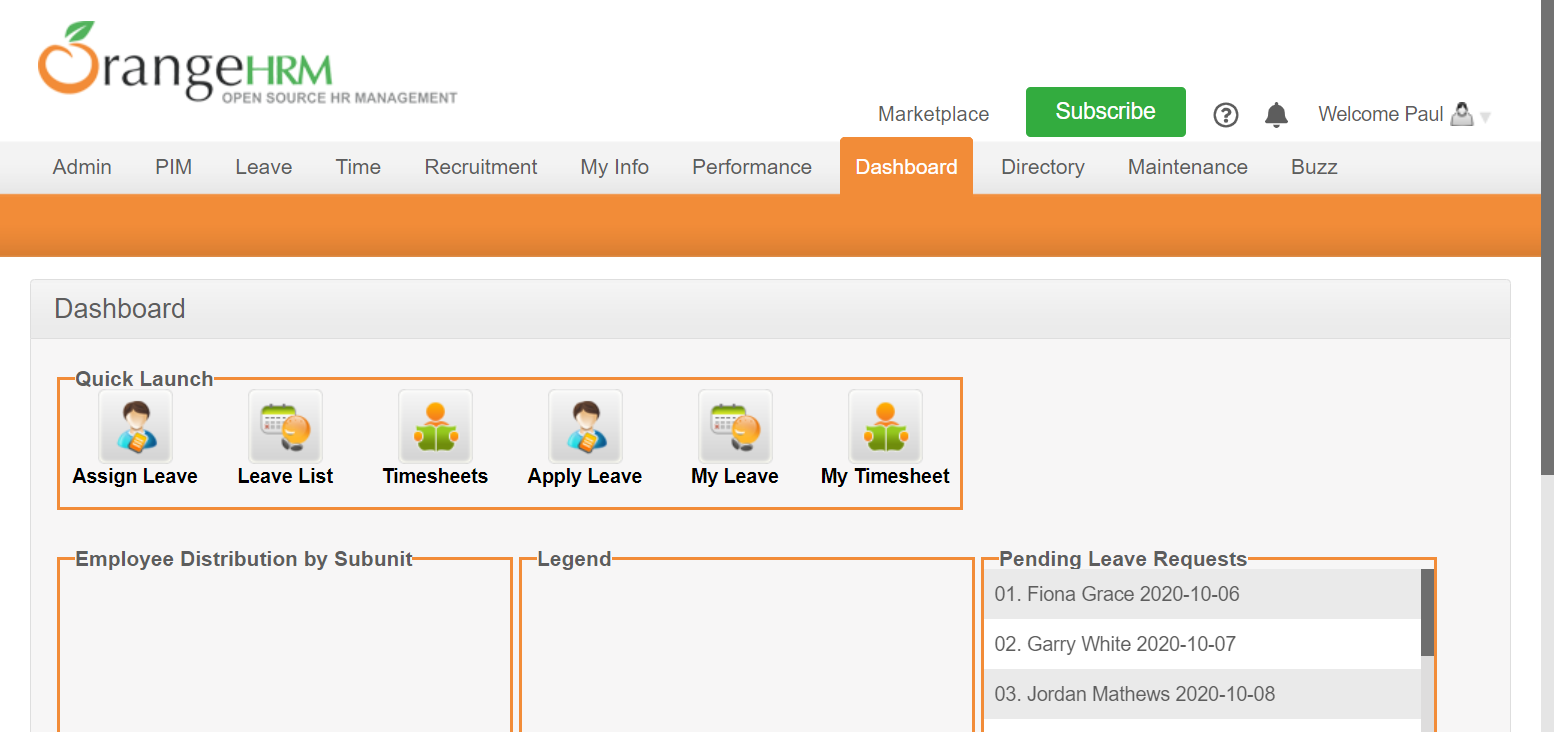 OrangeHRM
OPEN SOURCE HR MANAGEMENT
Marketplace Subscribe ? Welcome Paul
Admin PIM Leave Time Recruitment My Info Performance Dashboard Directory Maintenance Buzz
Dashboard
Quick Launch
Assign Leave Leave List Timesheets Apply Leave My Leave My Timesheet
Employee Distribution by Subunit Legend Pending Leave Requests
01. Fiona Grace 2020-10-06
02. Garry White 2020-10-07
03. Jordan Mathews 2020-10-08